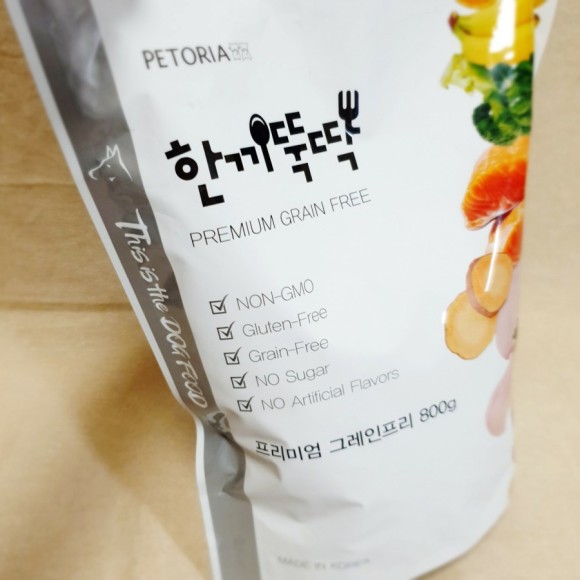 PETORIA
한끼뚝딱
PREMIUM GRAIN FREE
NON-GMO
Gluten-Free
Grain-Free
NO Sugar
NO Artificial Flavors
프리미엄 그레인프리 800g
MADE IN KOREA
This is the DOG FOOD